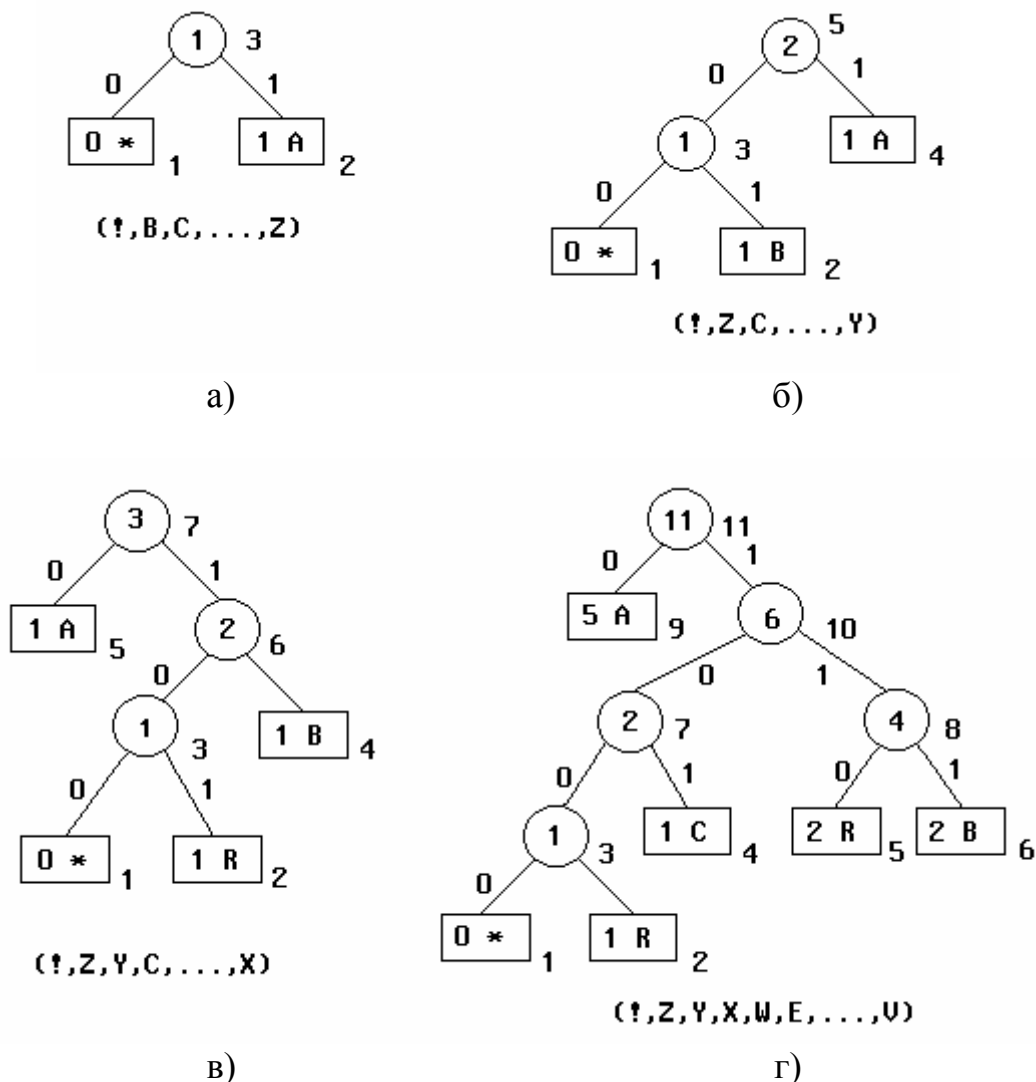 1 3
0 1
0 * 1 1 A 2
(!,B,C,...,Z)
а)
2 5
0 1
1 3 1 A 4
0 1
0 * 1 1 B 2
(!,Z,C,...,Y)
б)
3 7
0 1
1 A 5 2 6
0
1 3 1 B 4
0 1
0 * 1 1 R 2
(!,Z,Y,C,...,X)
в)
11 11
0 1
5 A 9 6 10
0 1
2 7 4 8
0 1 0 1
1 3 1 C 4 2 R 5 2 B 6
0
0 * 1 1 R 2
(!,Z,Y,X,W,E,...,V)
г)